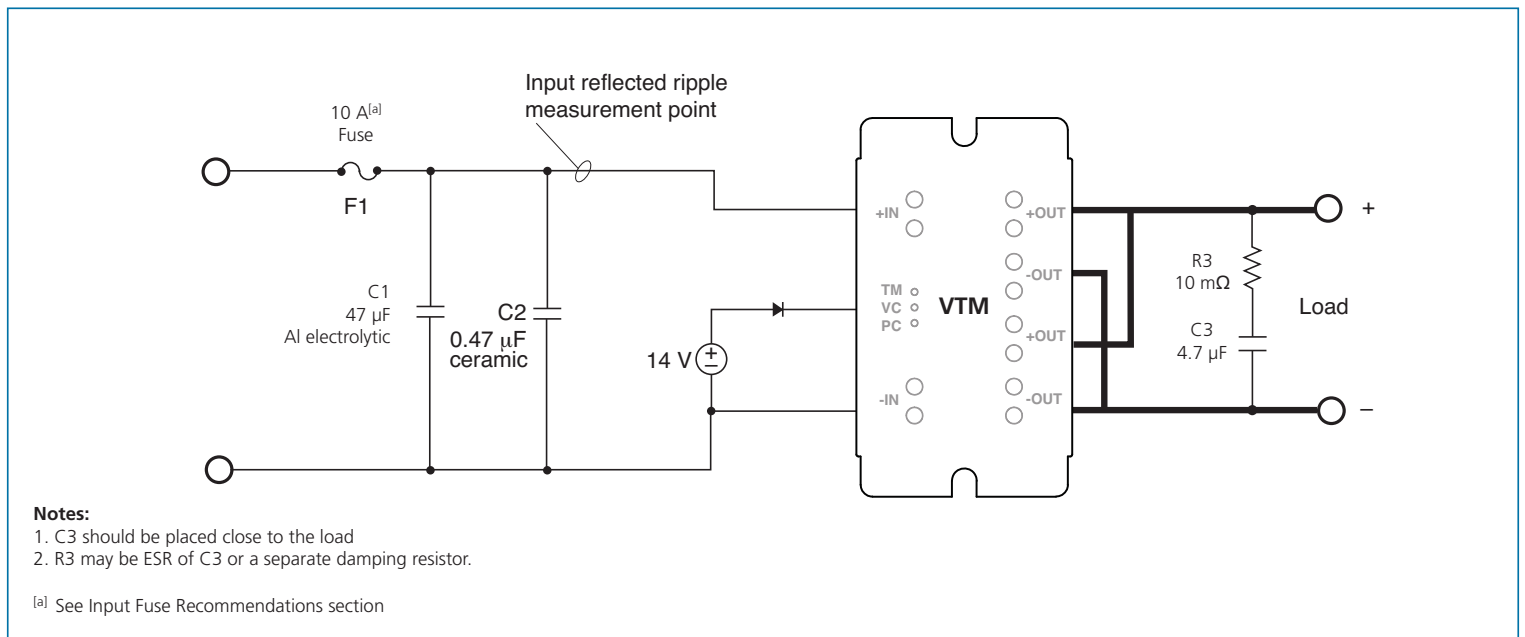 Input reflected ripple
measurement point
10 A[a]
Fuse
F1
C1
47 µF
Al electrolytic
C2
0.47 µF
ceramic
14 V
+
–
+IN
TM
VC
PC
-IN
VTM
+OUT
-OUT
+OUT
-OUT
R3
10 mΩ
C3
4.7 µF
Load
+
–
Notes:
1. C3 should be placed close to the load
2. R3 may be ESR of C3 or a separate damping resistor.
[a] See Input Fuse Recommendations section